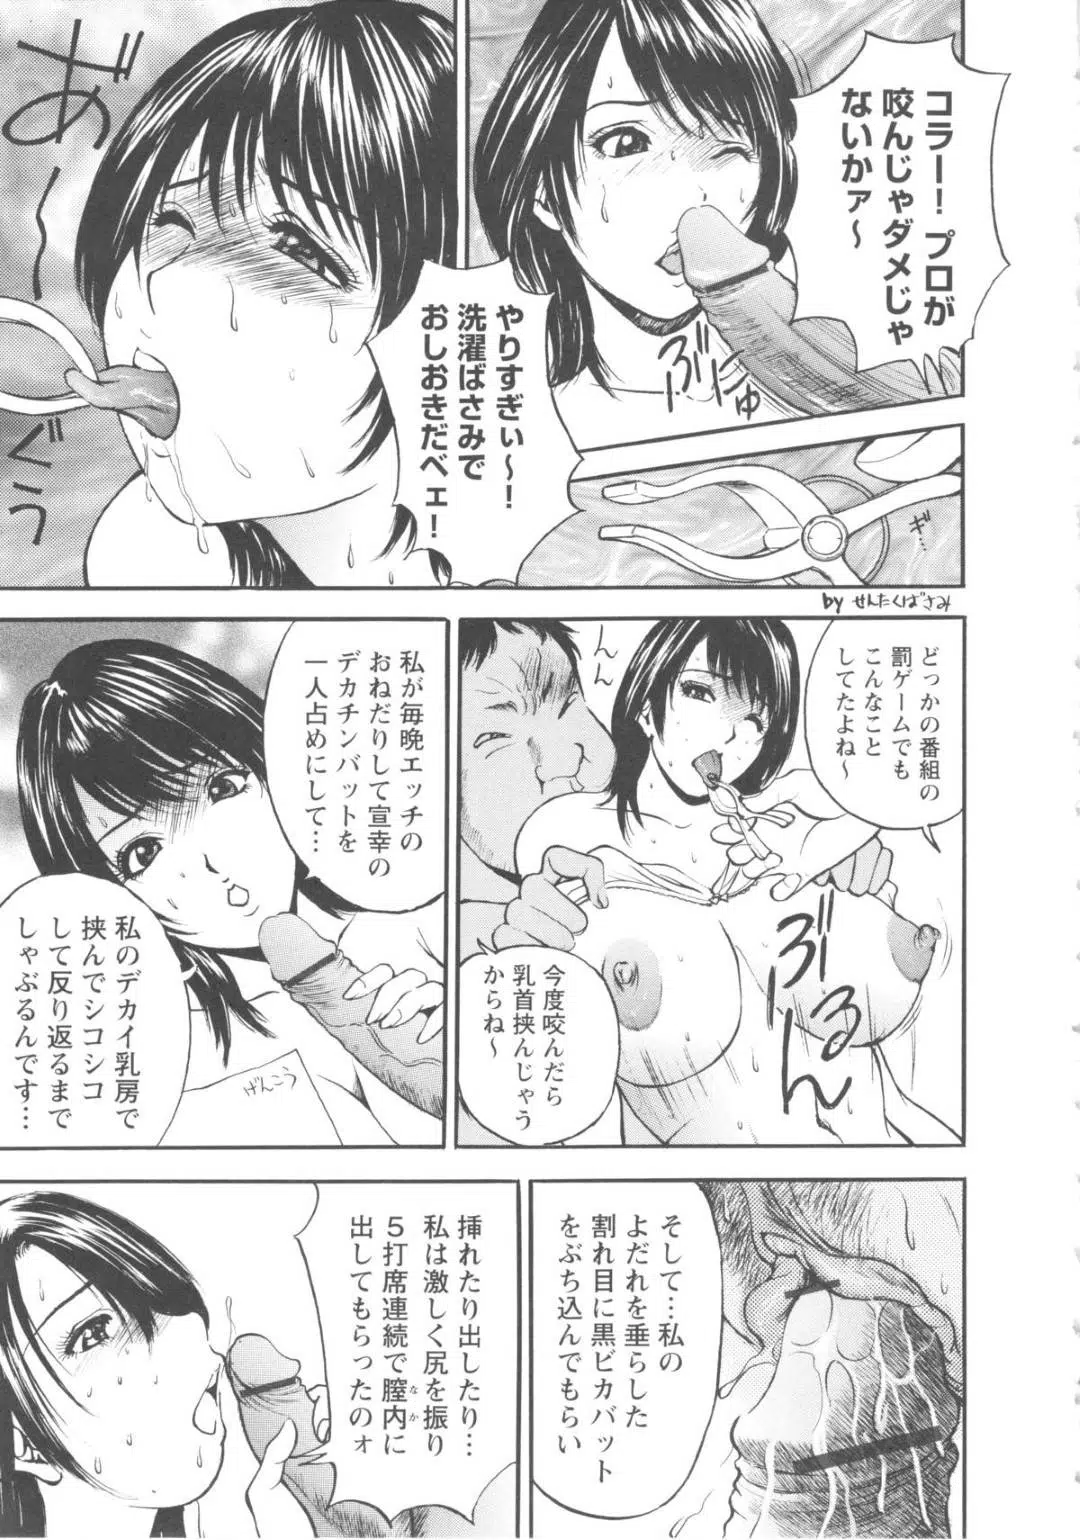 コラー！プロが
咬んじゃダメじゃ
ないかァ～
ぶ
にゅ
やりすぎぃ～！
洗濯ばさみで
おしおきだべェ！
あ゛～
ぐう
ギ…
by せんたくばさみ
どっかの番組の
罰ゲームでも
こんなこと
してたよね～
んん
ぶるるん
今度咬んだら
乳首挟んじゃう
からね～
私が毎晩エッチの
おねだりして宣幸の
デカチンバットを
一人占めにして…
私のデカイ乳房で
挟んでシコシコ
して反り返るまで
しゃぶるんです…
げんこう
そして…私の
よだれを垂らした
割れ目に黒ビカバット
をぶち込んでもらい
挿れたり出したり…
私は激しく尻を振り
５打席連続で膣内に
なか
出してもらったのォ